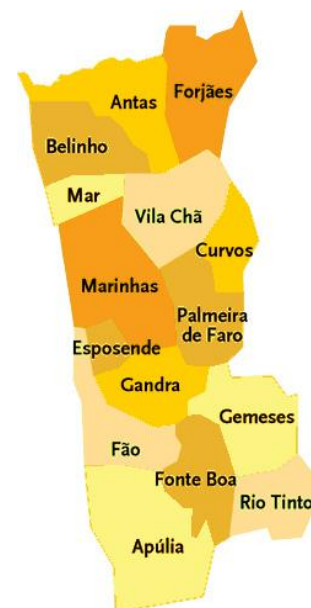 Forjães
Antas
Belinho
Mar
Vila Chã
Curvos
Marinhas
Palmeira
de Faro
Esposende
Gandra
Gemeses
Fão
Fonte Boa
Rio Tinto
Apúlia